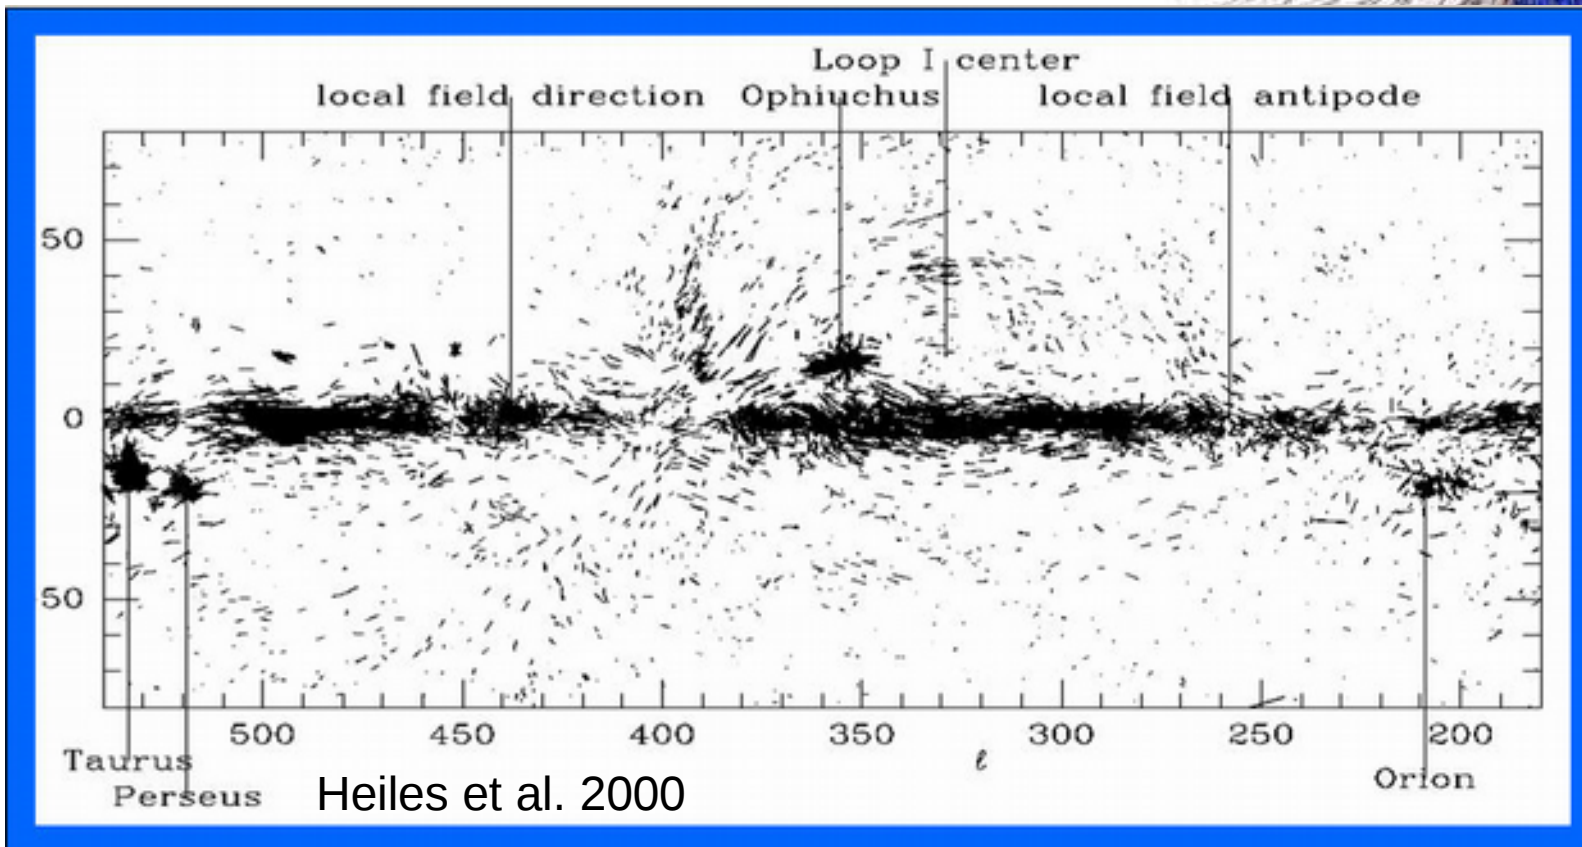 Loop I center
local field direction Ophiuchus local field antipode
50
0
50
500 450 400 350 300 250 200
Taurus ℓ
Orion
Perseus Heiles et al. 2000